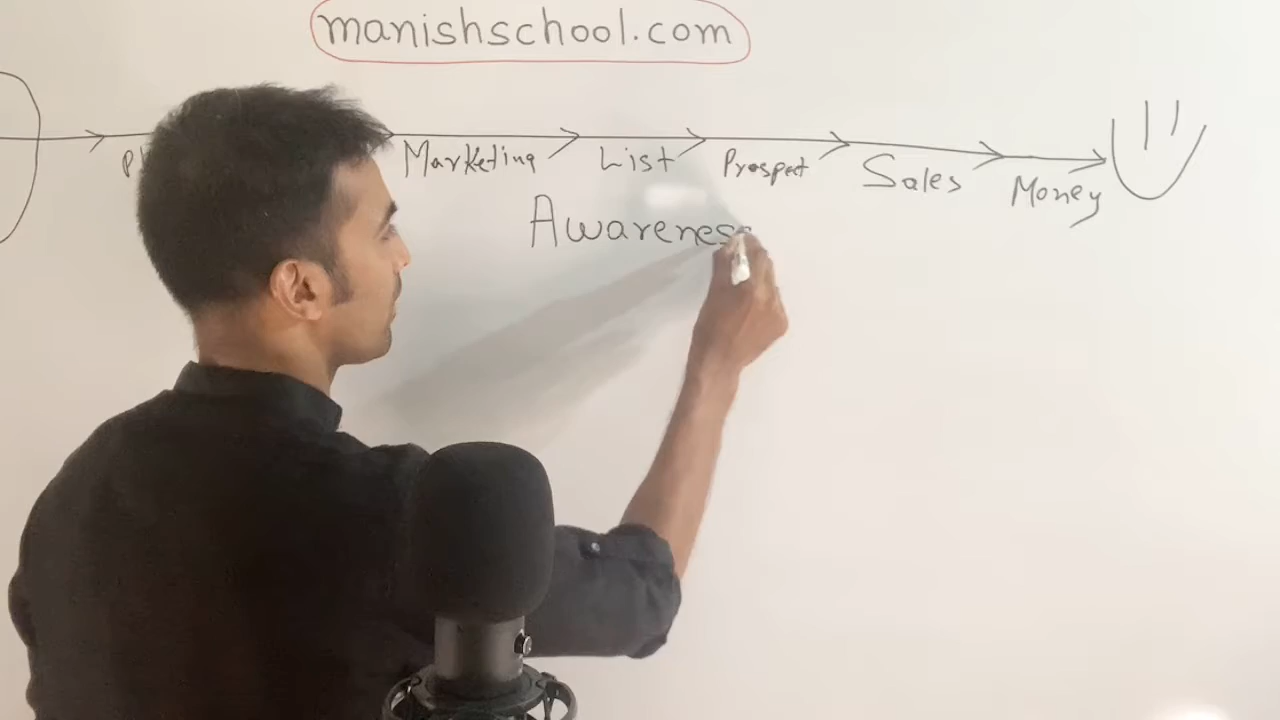 manishschool.com
Marketing List Prospect Sales Money
Awareness